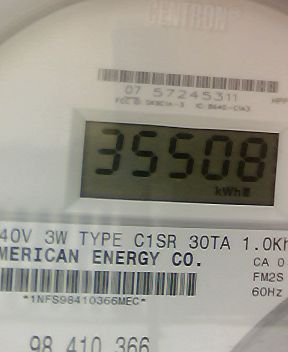 CENTRON®
07 57245311
35508
kWh
40V 3W TYPE C1SR 30TA 1.0Kh
MERICAN ENERGY CO.
CA 0
FM2S
*1NFS98410366MEC*
60Hz
98 410 366